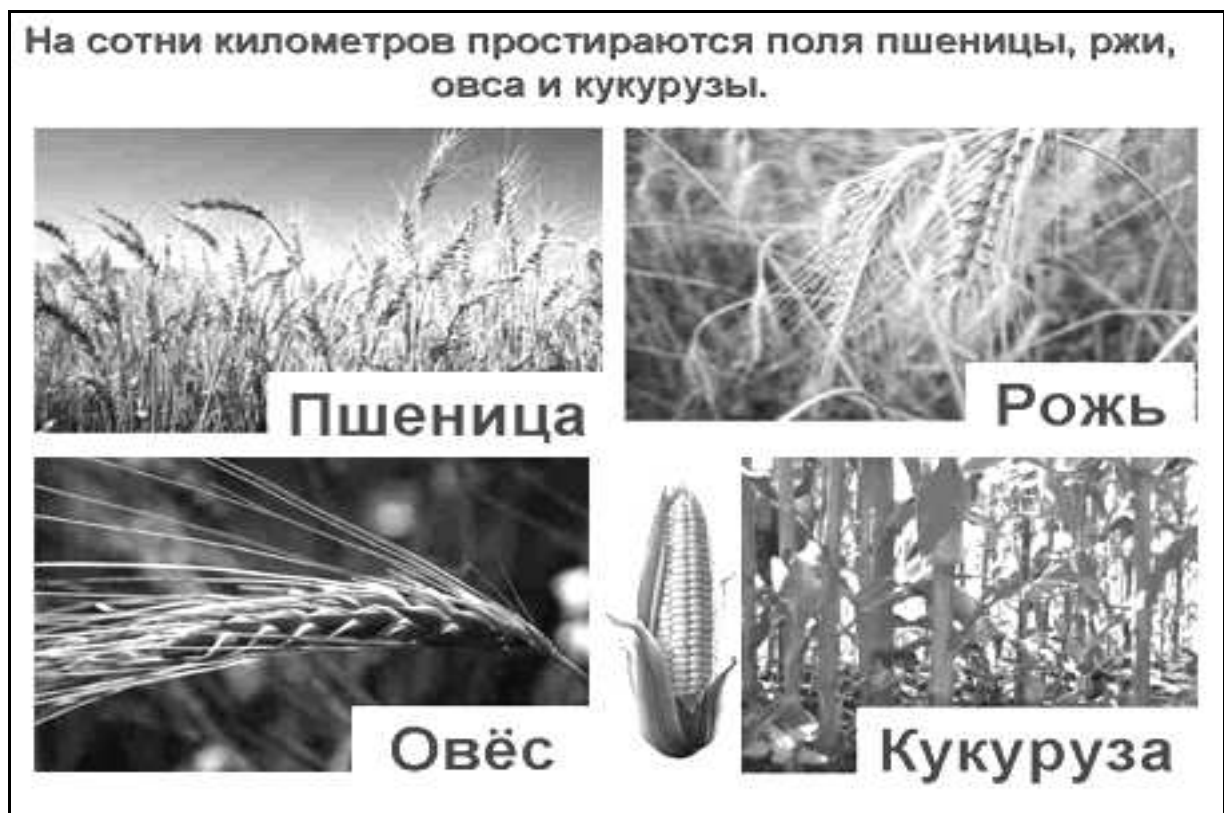 На сотни километров простираются поля пшеницы, ржи,
овса и кукурузы.
Пшеница
Рожь
Овёс
Кукуруза